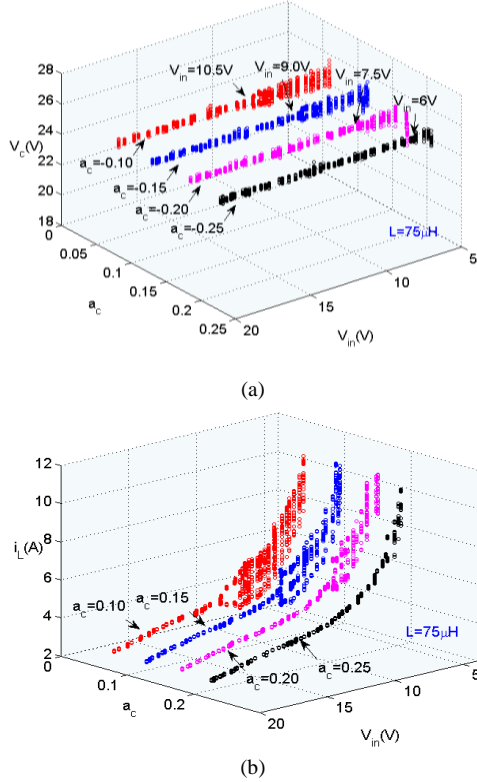 28
26
24
22
20
18
V_c(V)
V_in=10.5V
V_in=9.0V
V_in=7.5V
V_in=6V
a_c=-0.10
a_c=-0.15
a_c=-0.20
a_c=-0.25
L=75μH
0
0.05
0.1
0.15
0.2
0.25
a_c
20
15
10
5
V_in(V)
(a)
12
10
8
6
4
2
i_L(A)
a_c=0.10
a_c=0.15
a_c=0.20
a_c=0.25
L=75μH
0
0.1
0.2
a_c
20
15
10
5
V_in(V)
(b)